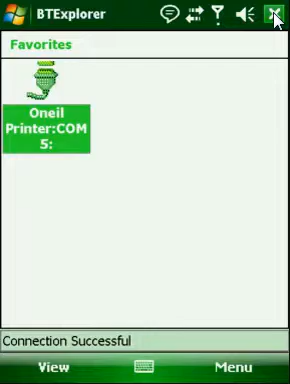 BTExplorer
Favorites
Oneil
Printer:COM
5:
Connection Successful
View
Menu